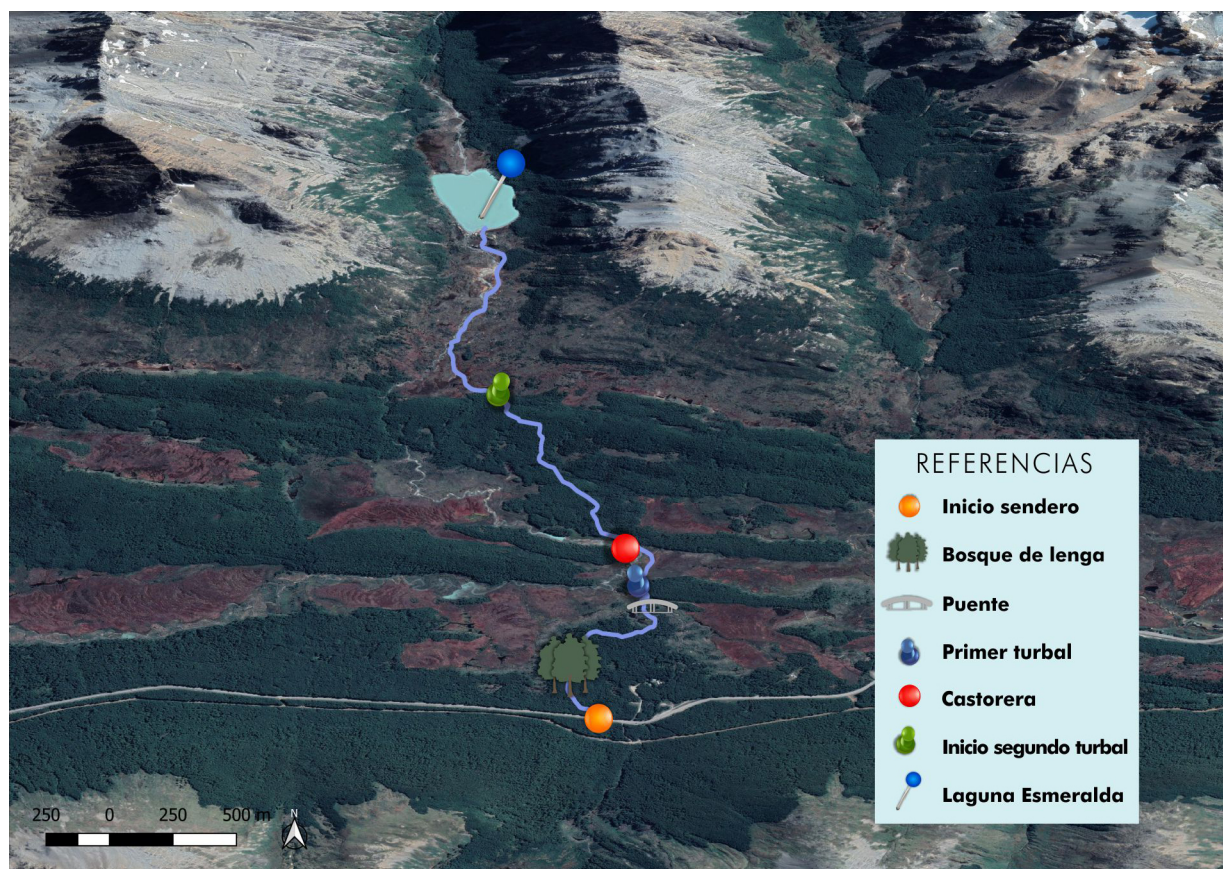 REFERENCIAS
Inicio sendero
Bosque de lenga
Puente
Primer turbal
Castorera
Inicio segundo turbal
Laguna Esmeralda
250 0 250 500 m
N